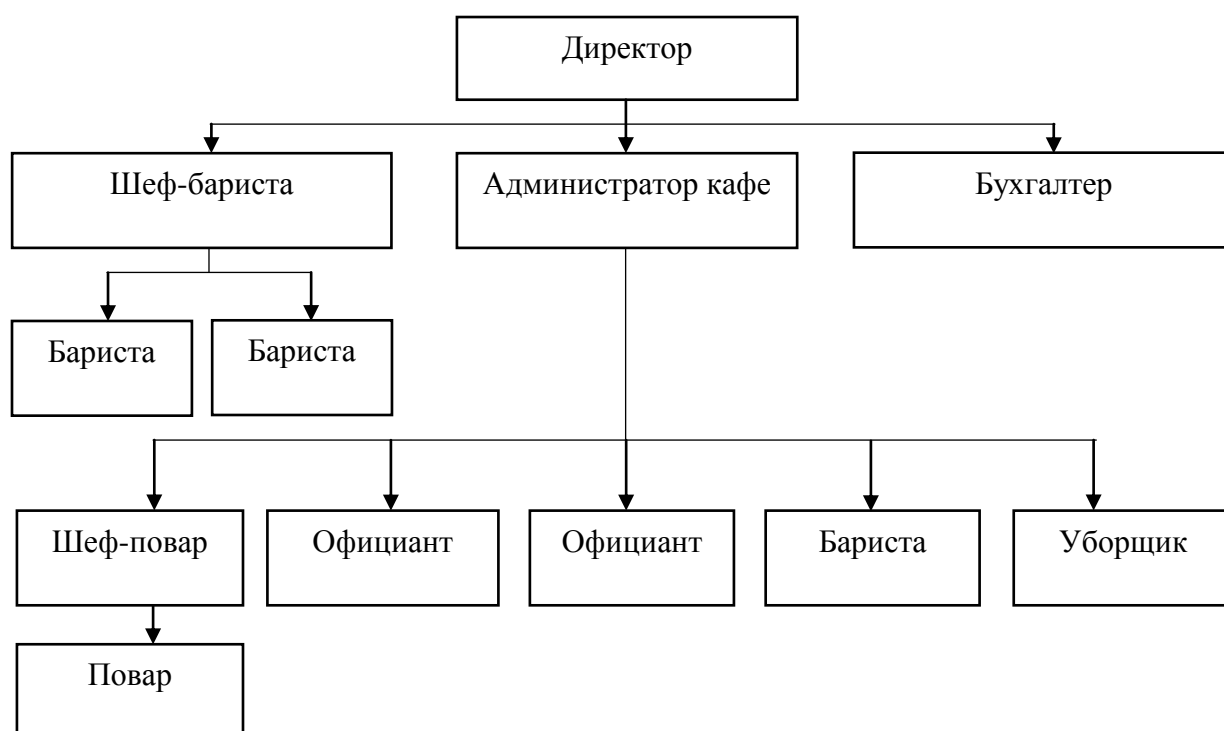 Директор
Шеф-бариста
Администратор кафе
Бухгалтер
Бариста
Бариста
Шеф-повар
Официант
Официант
Бариста
Уборщик
Повар